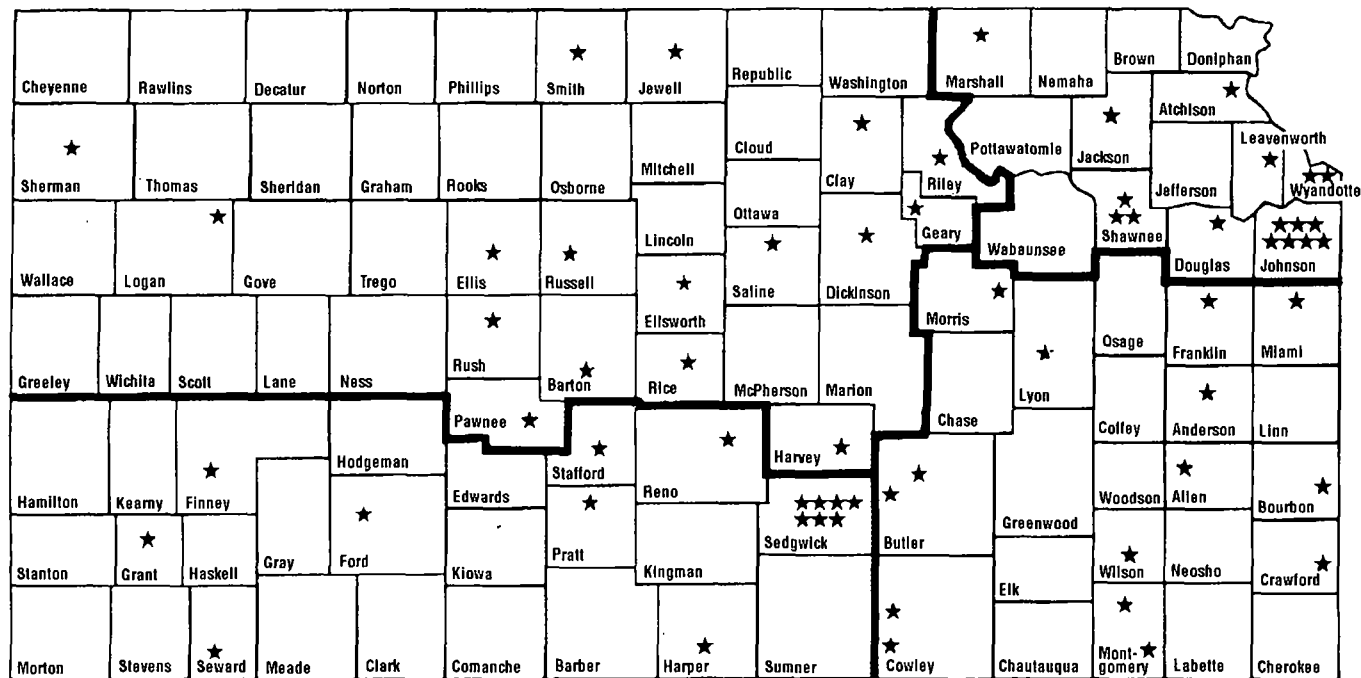 Cheyenne
Rawlins
Decatur
Norton
Phillips
Smith
Jewell
Republic
Washington
Marshall
Nemaha
Brown
Doniphan
Sherman
Thomas
Sheridan
Graham
Rooks
Osborne
Mitchell
Cloud
Clay
Riley
Pottawatomie
Jackson
Atchison
Jefferson
Leavenworth
Wyandotte
Wallace
Logan
Gove
Trego
Ellis
Russell
Lincoln
Ottawa
Saline
Dickinson
Geary
Wabaunsee
Shawnee
Douglas
Johnson
Greeley
Wichita
Scott
Lane
Ness
Rush
Barton
Ellsworth
Rice
McPherson
Marion
Morris
Chase
Lyon
Osage
Franklin
Miami
Hamilton
Kearny
Finney
Hodgeman
Pawnee
Edwards
Stafford
Reno
Harvey
Sedgwick
Butler
Greenwood
Coffey
Anderson
Linn
Woodson
Allen
Bourbon
Stanton
Grant
Haskell
Gray
Ford
Kiowa
Pratt
Kingman
Elk
Wilson
Neosho
Crawford
Morton
Stevens
Seward
Meade
Clark
Comanche
Barber
Harper
Sumner
Cowley
Chautauqua
Mont-
gomery
Labette
Cherokee